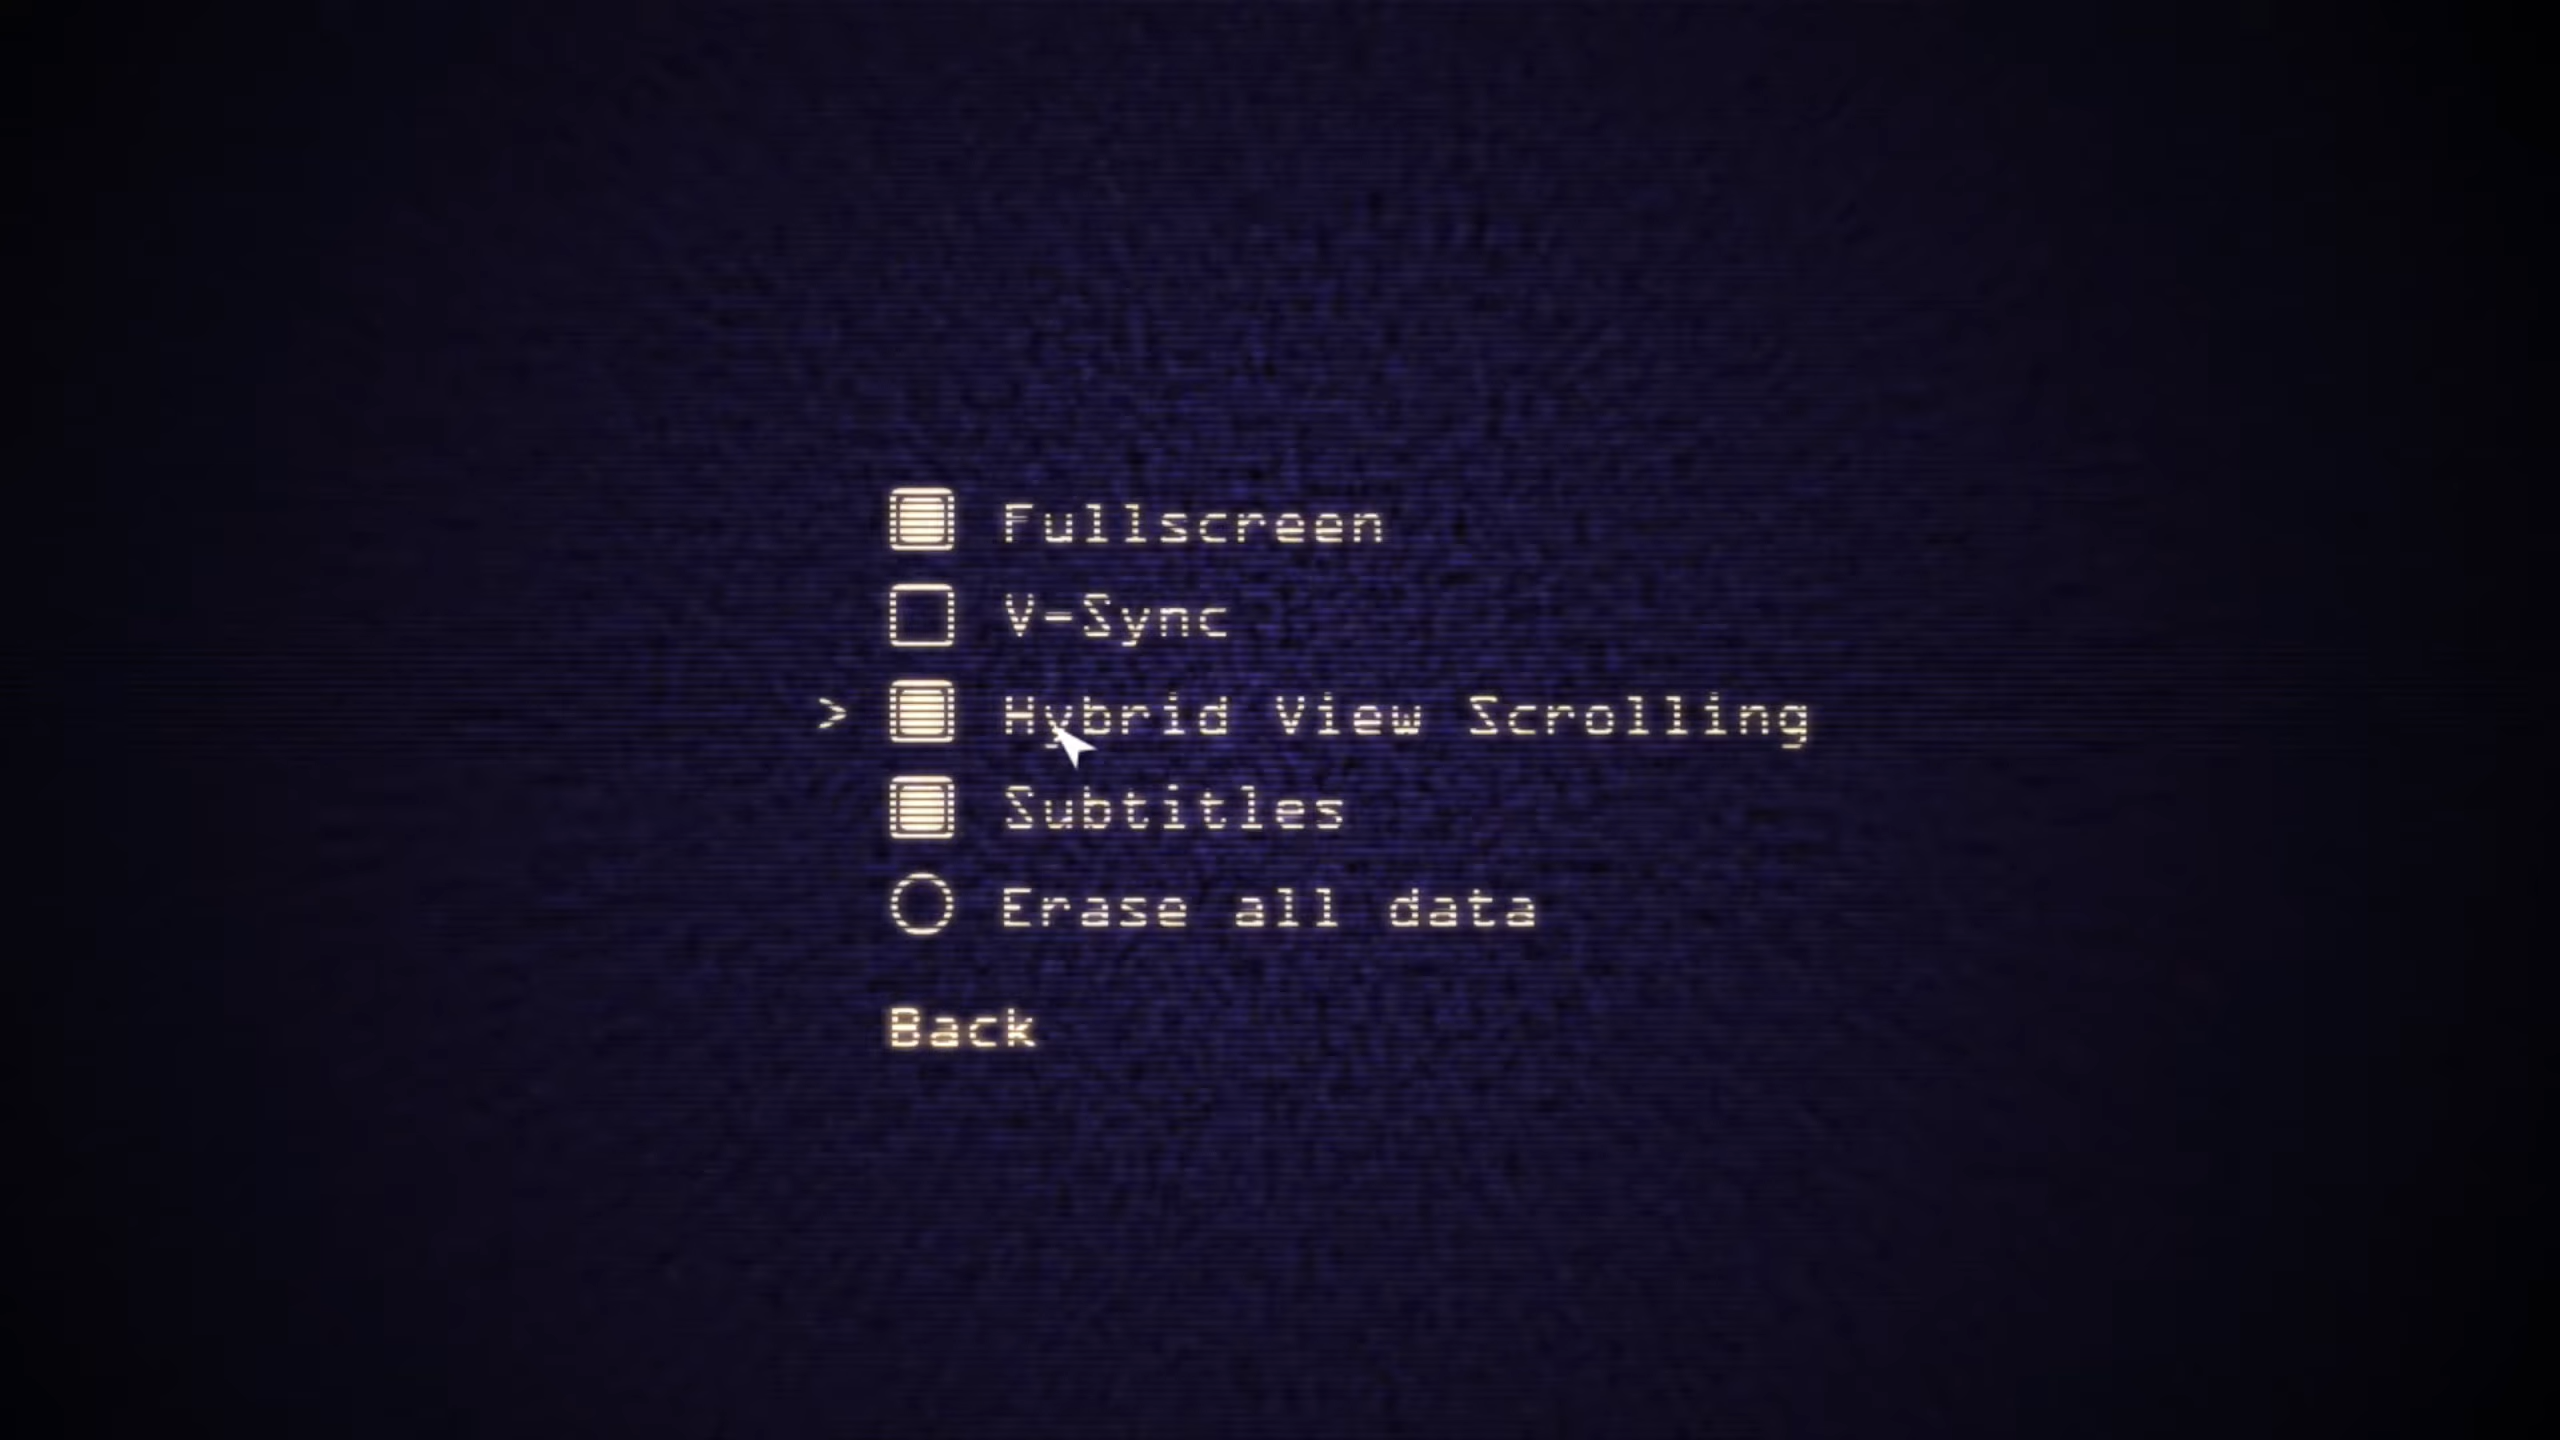 Fullscreen
V-Sync
> Hybrid View Scrolling
Subtitles
Erase all data
Back